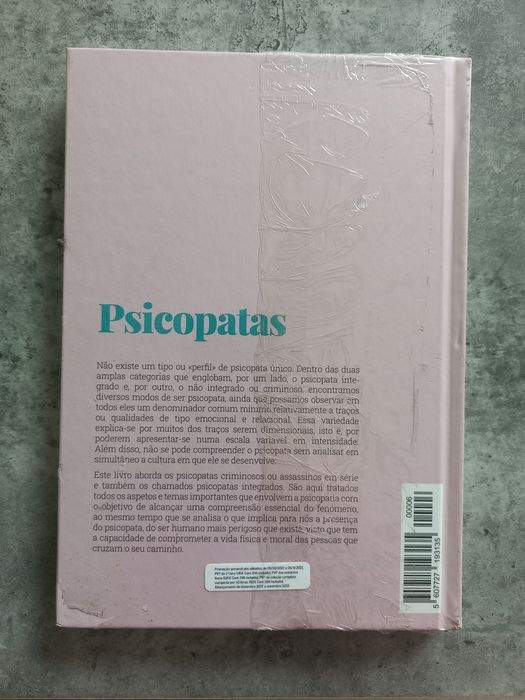 Psicopatas
Não existe um tipo ou «perfil» de psicopata único. Dentro das duas
amplas categorias que englobam, por um lado, o psicopata inte-
grado e, por outro, o não integrado ou criminoso, encontramos
diversos modos de ser psicopata, ainda que possamos observar em
todos eles um denominador comum mínimo relativamente a traços
ou qualidades de tipo emocional e relacional. Essa variedade
explica-se por muitos dos traços serem dimensionais, isto é, por
poderem apresentar-se numa escala variável em intensidade.
Além disso, não se pode compreender o psicopata sem analisar em
simultâneo a cultura em que ele se desenvolve.
Este livro aborda os psicopatas criminosos ou assassinos em série
e também os chamados psicopatas integrados. São aqui tratados
todos os aspetos e temas importantes que envolvem a psicopatia com
o objetivo de alcançar uma compreensão essencial do fenómeno,
ao mesmo tempo que se analisa o que implica para nós a presença
do psicopata, do ser humano mais perigoso que existe, visto que tem
a capacidade de comprometer a vida física e moral das pessoas que
cruzam o seu caminho.
00006
5 607727 193135